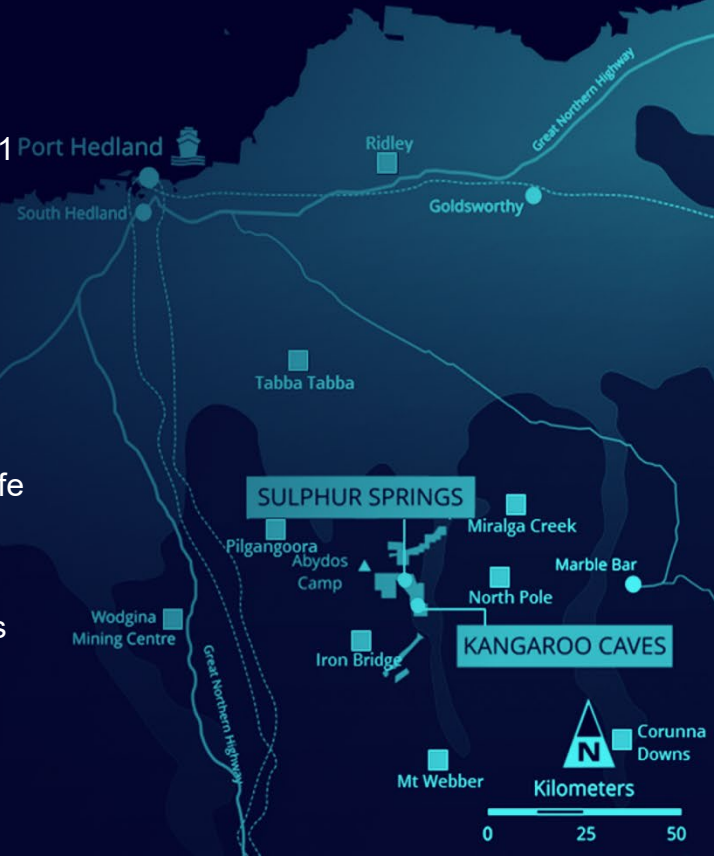 1
Port Hedland
Ridley
Great Northern Highway
South Hedland
Goldsworthy
Tabba Tabba
fe
SULPHUR SPRINGS
Miralga Creek
Pilgangoora
Abydos
Camp
Marble Bar
North Pole
Wodgina
Mining Centre
s
KANGAROO CAVES
Iron Bridge
Great Northern Highway
Corunna
Downs
N
Mt Webber
Kilometers
0 25 50